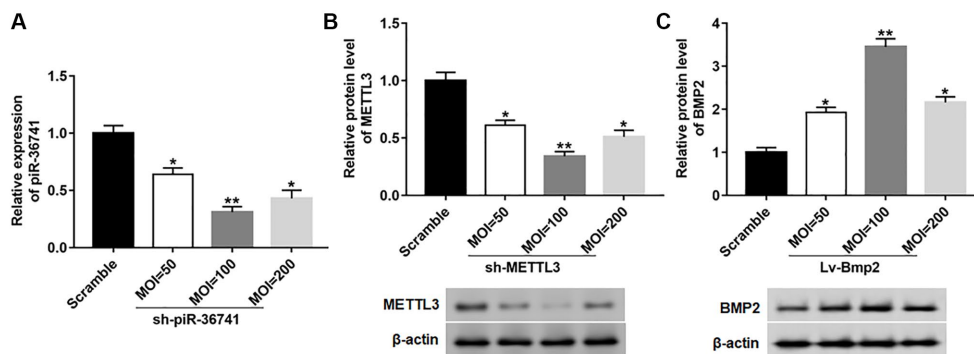 A
Relative expression
of piR-36741
1.5
1.0
0.5
0.0
*
**
*
Scramble
MOI=50
MOI=100
MOI=200
sh-piR-36741
B
Relative protein level
of METTL3
1.5
1.0
0.5
0.0
*
**
*
Scramble
MOI=50
MOI=100
MOI=200
sh-METTL3
METTL3
β-actin
C
Relative protein level
of BMP2
4
3
2
1
0
*
**
*
Scramble
MOI=50
MOI=100
MOI=200
Lv-Bmp2
BMP2
β-actin